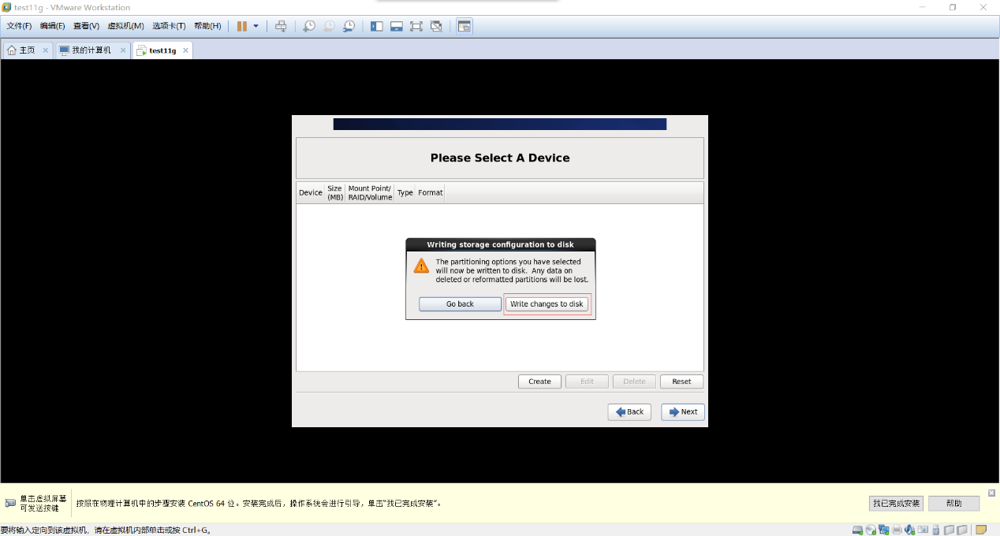 test11g - VMware Workstation
文件(F) 编辑(E) 查看(V) 虚拟机(M) 选项卡(T) 帮助(H)
主页 我的计算机 test11g
Please Select A Device
Device Size (MB) Mount Point/ RAID/Volume Type Format
Writing storage configuration to disk
The partitioning options you have selected
will now be written to disk. Any data on
deleted or reformatted partitions will be lost.
Go back Write changes to disk
Create Edit Delete Reset
Back Next
单击虚拟屏幕
可发送按键
按照在物理计算机中的步骤安装 CentOS 64 位。安装完成后，操作系统会进行引导，单击“我已完成安装”。
我已完成安装 帮助
要将输入定向到该虚拟机，请在虚拟机内部单击或按 Ctrl+G。